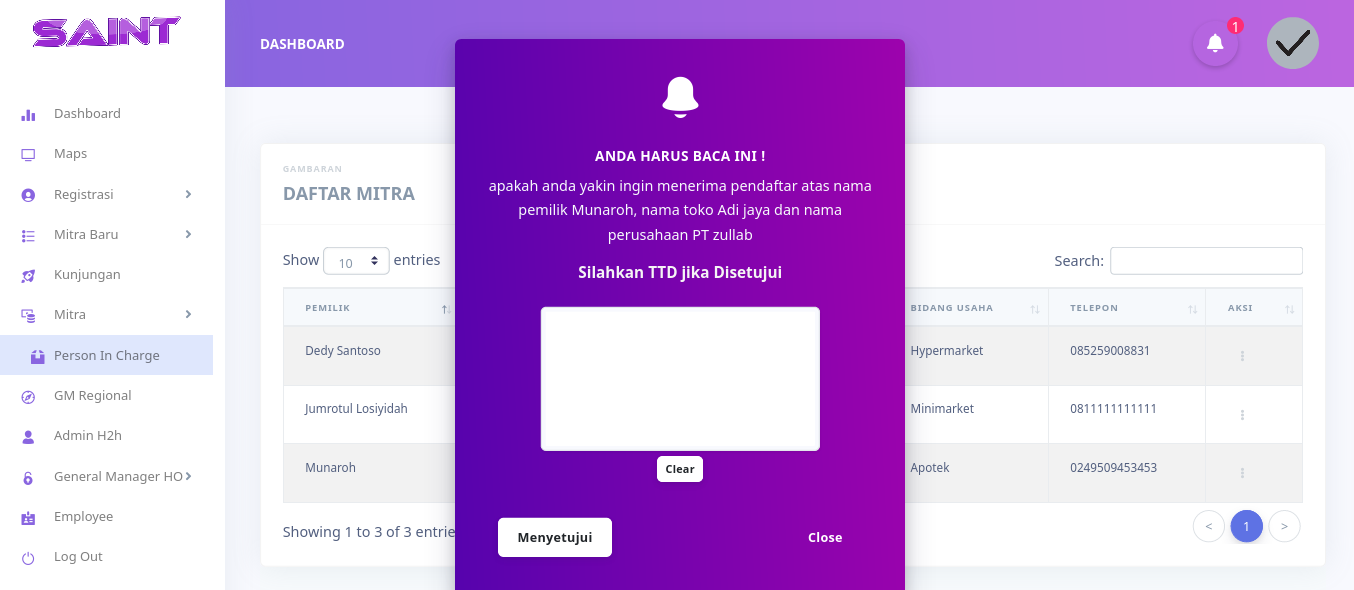 SAINT
DASHBOARD
1
Dashboard
Maps
Registrasi
Mitra Baru
Kunjungan
Mitra
Person In Charge
GM Regional
Admin H2h
General Manager HO
Employee
Log Out
GAMBARAN
DAFTAR MITRA
Show 10 entries
Search:
PEMILIK
BIDANG USAHA
TELEPON
AKSI
Dedy Santoso
Hypermarket
085259008831
Jumrotul Losiyidah
Minimarket
0811111111111
Munaroh
Apotek
0249509453453
Showing 1 to 3 of 3 entrie
< 1 >
ANDA HARUS BACA INI !
apakah anda yakin ingin menerima pendaftar atas nama
pemilik Munaroh, nama toko Adi jaya dan nama
perusahaan PT zullab
Silahkan TTD jika Disetujui
Clear
Menyetujui
Close